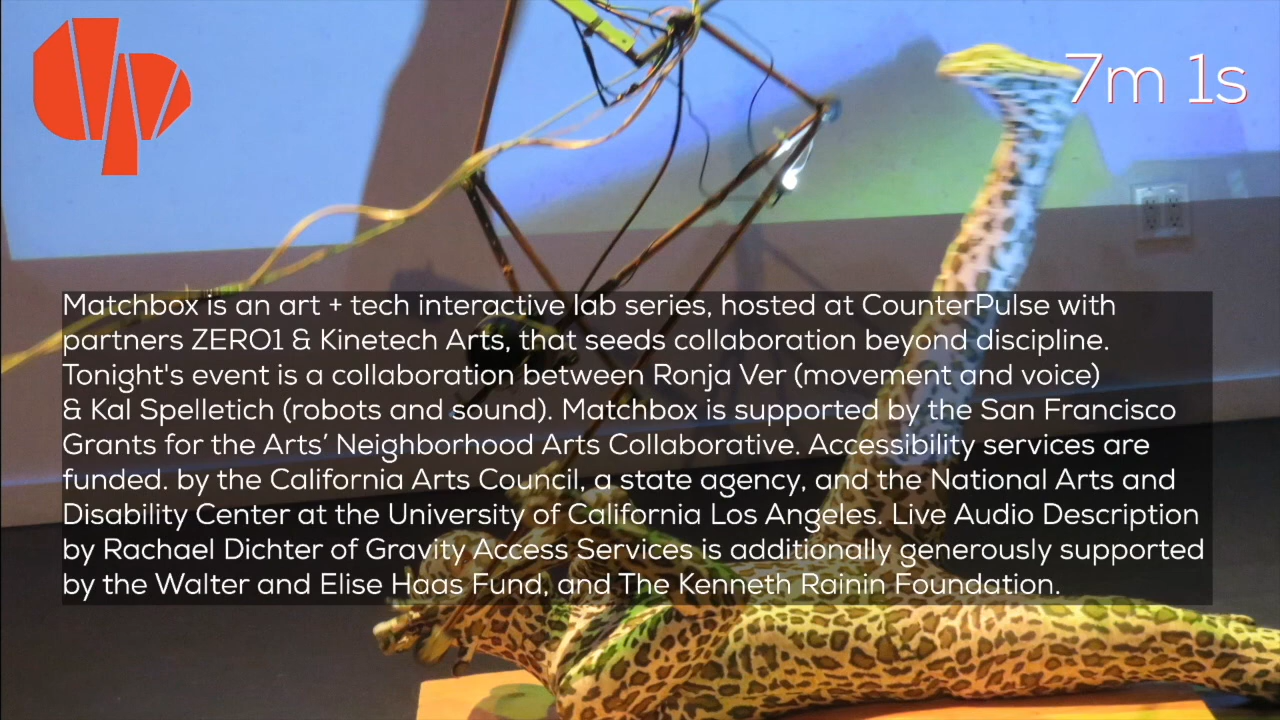 7m 1s
Matchbox is an art + tech interactive lab series, hosted at CounterPulse with
partners ZERO1 & Kinetech Arts, that seeds collaboration beyond discipline.
Tonight's event is a collaboration between Ronja Ver (movement and voice)
& Kal Spelletich (robots and sound). Matchbox is supported by the San Francisco
Grants for the Arts’ Neighborhood Arts Collaborative. Accessibility services are
funded. by the California Arts Council, a state agency, and the National Arts and
Disability Center at the University of California Los Angeles. Live Audio Description
by Rachael Dichter of Gravity Access Services is additionally generously supported
by the Walter and Elise Haas Fund, and The Kenneth Rainin Foundation.